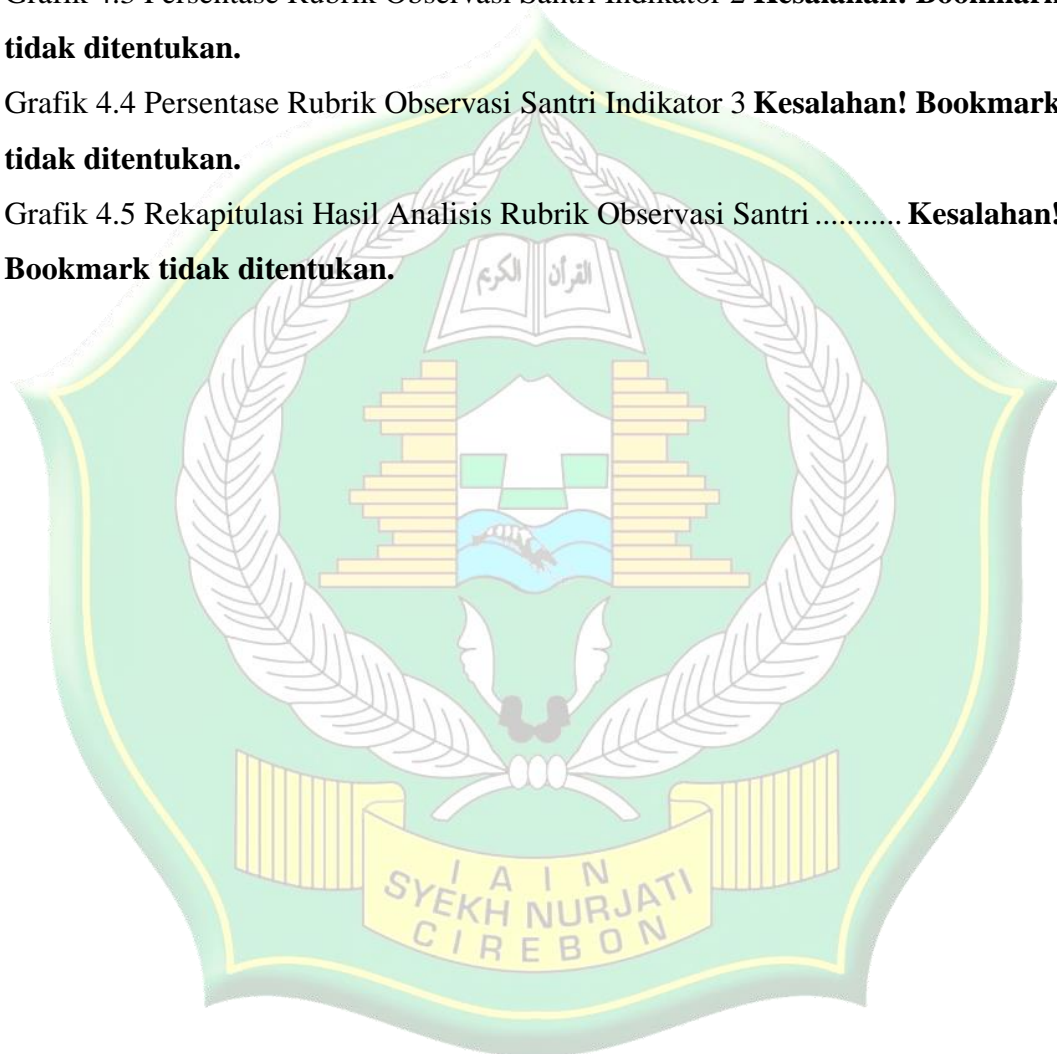 Grafik 4.3 Persentase Rubrik Observasi Santri Indikator 2 Kesalahan! Bookmark
tidak ditentukan.
Grafik 4.4 Persentase Rubrik Observasi Santri Indikator 3 Kesalahan! Bookmark
tidak ditentukan.
Grafik 4.5 Rekapitulasi Hasil Analisis Rubrik Observasi Santri ........... Kesalahan!
Bookmark tidak ditentukan.
القرأن الكريم
IAIN
SYEKH NURJATI
CIREBON